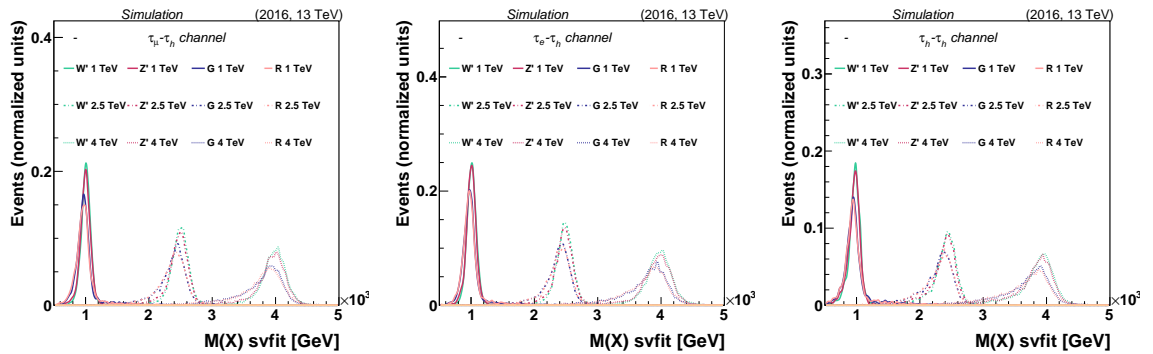 Simulation (2016, 13 TeV)
τμ-τh channel
-
W' 1 TeV Z' 1 TeV G 1 TeV R 1 TeV
W' 2.5 TeV Z' 2.5 TeV G 2.5 TeV R 2.5 TeV
W' 4 TeV Z' 4 TeV G 4 TeV R 4 TeV
Events (normalized units)
0.4
0.2
0
1 2 3 4 5
×10³
M(X) svfit [GeV]
Simulation (2016, 13 TeV)
τe-τh channel
-
W' 1 TeV Z' 1 TeV G 1 TeV R 1 TeV
W' 2.5 TeV Z' 2.5 TeV G 2.5 TeV R 2.5 TeV
W' 4 TeV Z' 4 TeV G 4 TeV R 4 TeV
Events (normalized units)
0.4
0.2
0
1 2 3 4 5
×10³
M(X) svfit [GeV]
Simulation (2016, 13 TeV)
τh-τh channel
-
W' 1 TeV Z' 1 TeV G 1 TeV R 1 TeV
W' 2.5 TeV Z' 2.5 TeV G 2.5 TeV R 2.5 TeV
W' 4 TeV Z' 4 TeV G 4 TeV R 4 TeV
Events (normalized units)
0.3
0.2
0.1
0
1 2 3 4 5
×10³
M(X) svfit [GeV]